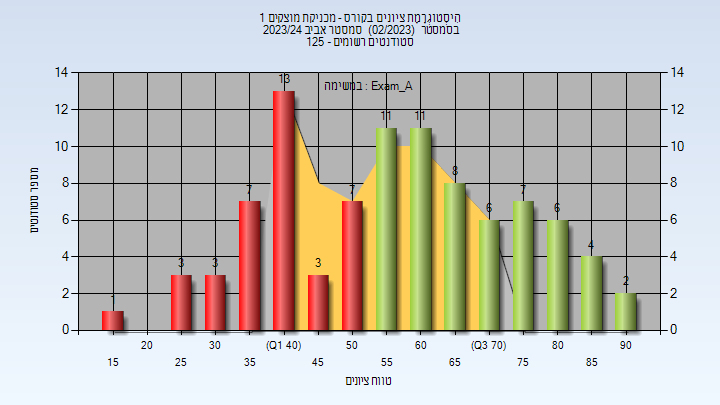 היסטוגרמת ציונים בקורס - מכניקת מוצקים 1
בסמסטר (02/2023) סמסטר אביב 2023/24
סטודנטים רשומים - 125
במשימה : Exam_A
מספר סטודנטים
14 12 10 8 6 4 2 0
1 3 3 7 13 3 7 11 11 8 6 7 6 4 2
14 12 10 8 6 4 2 0
20 30 (Q1 40) 50 60 (Q3 70) 80 90
15 25 35 45 55 65 75 85
טווח ציונים